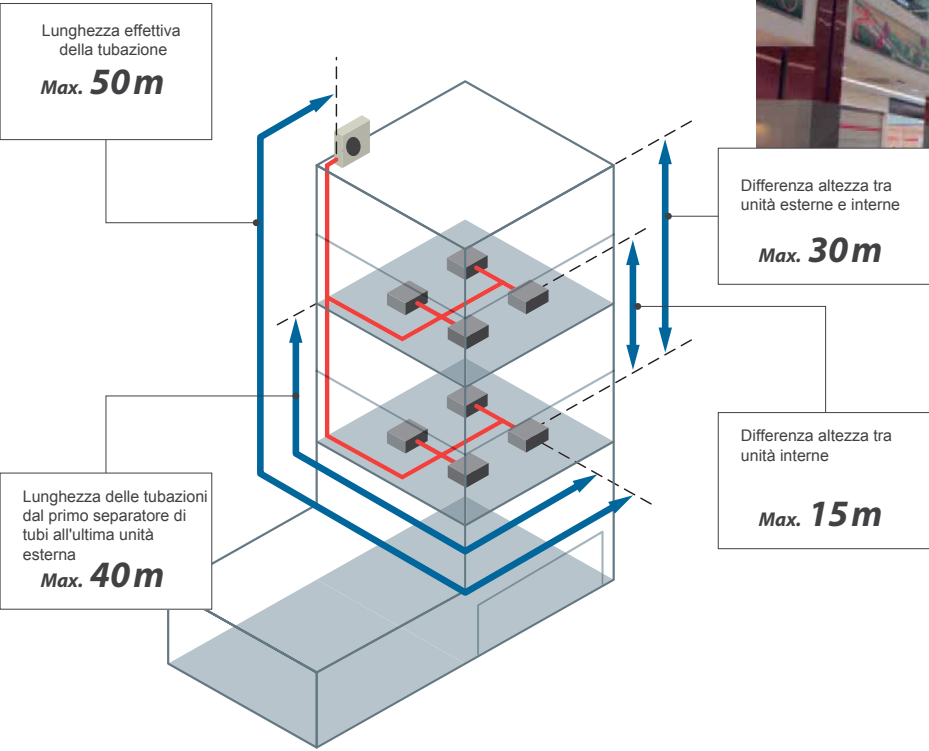 Lunghezza effettiva
della tubazione
Max. 50 m
Differenza altezza tra
unità esterne e interne
Max. 30 m
Differenza altezza tra
unità interne
Max. 15 m
Lunghezza delle tubazioni
dal primo separatore di
tubi all'ultima unità
esterna
Max. 40 m